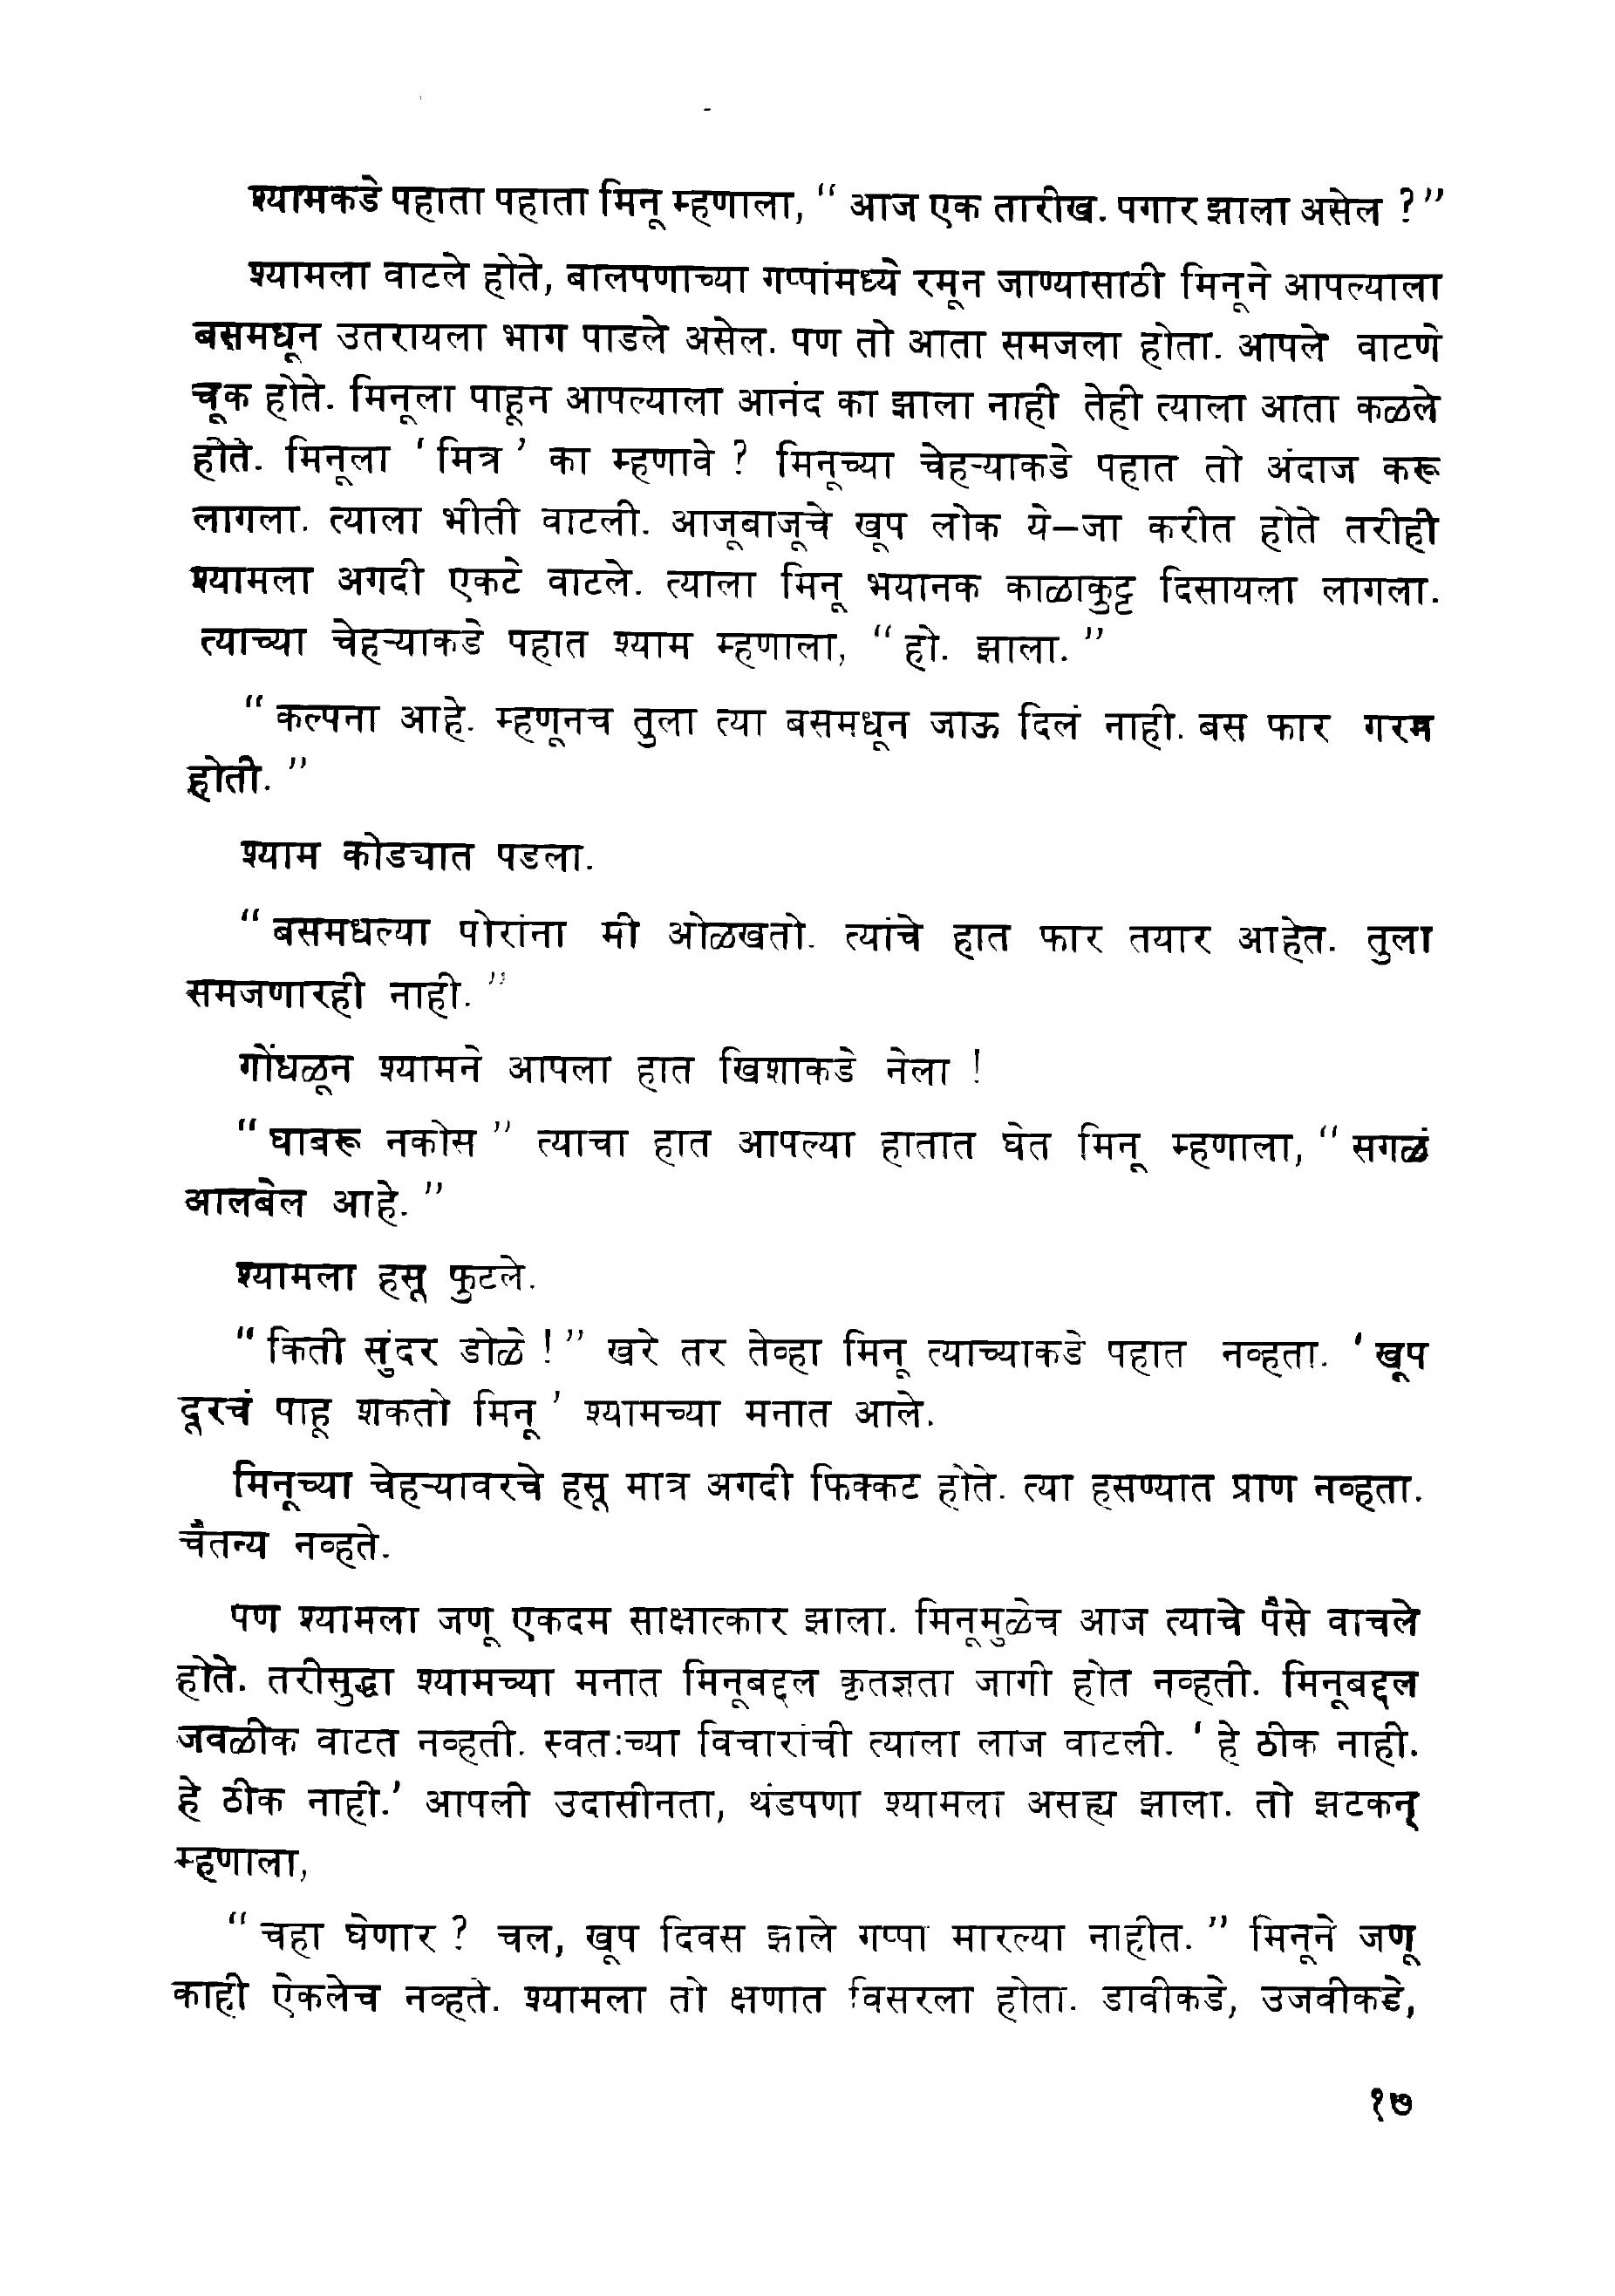 श्यामकडे पहाता पहाता मिनू म्हणाला, “ आज एक तारीख. पगार झाला असेल ?”
श्यामला वाटले होते, बालपणाच्या गप्पांमध्ये रमून जाण्यासाठी मिनूने आपल्याला
बसमधून उतरायला भाग पाडले असेल. पण तो आता समजला होता. आपले वाटणे
चूक होते. मिनूला पाहून आपल्याला आनंद का झाला नाही तेही त्याला आता कळले
होते. मिनूला ‘ मित्र ’ का म्हणावे ? मिनूच्या चेहऱ्याकडे पहात तो अंदाज करू
लागला. त्याला भीती वाटली. आजूबाजूचे खूप लोक ये–जा करीत होते तरीही
श्यामला अगदी एकटे वाटले. त्याला मिनू भयानक काळाकुट्ट दिसायला लागला.
त्याच्या चेहऱ्याकडे पहात श्याम म्हणाला, “ हो. झाला. ”
“ कल्पना आहे. म्हणूनच तुला त्या बसमधून जाऊ दिलं नाही. बस फार गरम
होती. ”
श्याम कोड्यात पडला.
“ बसमधल्या पोरांना मी ओळखतो. त्यांचे हात फार तयार आहेत. तुला
समजणारही नाही. ”
गोंधळून श्यामने आपला हात खिशाकडे नेला !
“ घाबरू नकोस ” त्याचा हात आपल्या हातात घेत मिनू म्हणाला, “ सगळं
आलबेल आहे. ”
श्यामला हसू फुटले.
“ किती सुंदर डोळे ! ” खरे तर तेव्हा मिनू त्याच्याकडे पहात नव्हता. ‘ खूप
दूरचं पाहू शकतो मिनू ’ श्यामच्या मनात आले.
मिनूच्या चेहऱ्यावरचे हसू मात्र अगदी फिक्कट होते. त्या हसण्यात प्राण नव्हता.
चैतन्य नव्हते.
पण श्यामला जणू एकदम साक्षात्कार झाला. मिनूमुळेच आज त्याचे पैसे वाचले
होते. तरीसुद्धा श्यामच्या मनात मिनूबद्दल कृतज्ञता जागी होत नव्हती. मिनूबद्दल
जवळीक वाटत नव्हती. स्वतःच्या विचारांची त्याला लाज वाटली. ‘ हे ठीक नाही.
हे ठीक नाही.’ आपली उदासीनता, थंडपणा श्यामला असह्य झाला. तो झटकन्
म्हणाला,
“ चहा घेणार ? चल, खूप दिवस झाले गप्पा मारल्या नाहीत. ” मिनूने जणू
काही ऐकलेच नव्हते. श्यामला तो क्षणात विसरला होता. डावीकडे, उजवीकडे,
१७